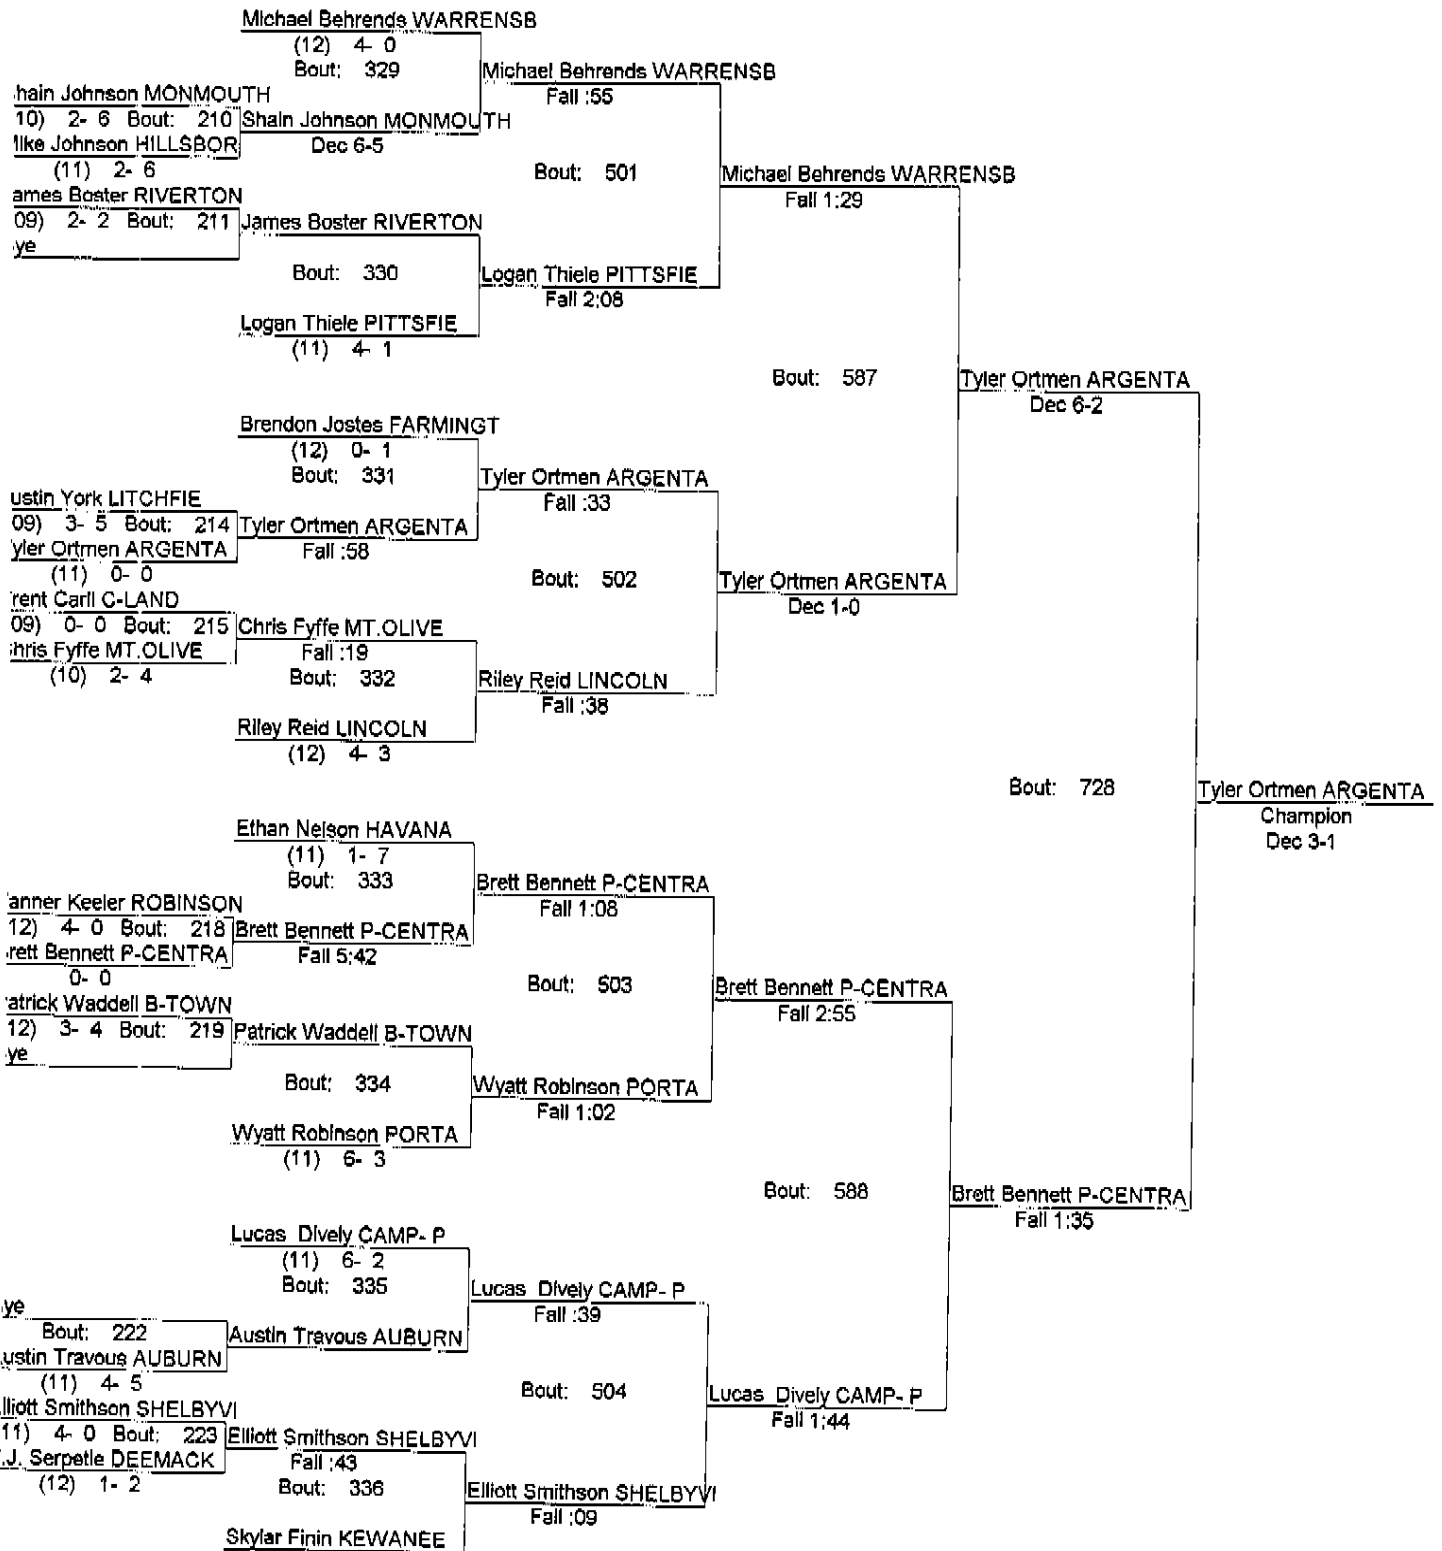 Michael Behrends WARRENSB
(12) 4- 0
Bout: 329
Michael Behrends WARRENSB
Fall :55
hain Johnson MONMOUTH
10) 2- 6 Bout: 210
Shain Johnson MONMOUTH
like Johnson HILLSBOR
Dec 6-5
(11) 2- 6
Bout: 501
Michael Behrends WARRENSB
Fall 1:29
ames Boster RIVERTON
09) 2- 2 Bout: 211
James Boster RIVERTON
ye
Bout: 330
Logan Thiele PITTSFIE
Fall 2:08
Logan Thiele PITTSFIE
(11) 4- 1
Bout: 587
Tyler Ortmen ARGENTA
Dec 6-2
Brendon Jostes FARMINGT
(12) 0- 1
Bout: 331
Tyler Ortmen ARGENTA
Fall :33
ustin York LITCHFIE
09) 3- 5 Bout: 214
Tyler Ortmen ARGENTA
yler Ortmen ARGENTA
Fall :58
(11) 0- 0
Bout: 502
Tyler Ortmen ARGENTA
Dec 1-0
rent Carll C-LAND
09) 0- 0 Bout: 215
Chris Fyffe MT.OLIVE
hris Fyffe MT.OLIVE
Fall :19
(10) 2- 4
Bout: 332
Riley Reid LINCOLN
Fall :38
Riley Reid LINCOLN
(12) 4- 3
Bout: 728
Tyler Ortmen ARGENTA
Champion
Dec 3-1
Ethan Nelson HAVANA
(11) 1- 7
Bout: 333
Brett Bennett P-CENTRA
Fall 1:08
anner Keeler ROBINSON
12) 4- 0 Bout: 218
Brett Bennett P-CENTRA
rett Bennett P-CENTRA
Fall 5:42
0- 0
Bout: 503
Brett Bennett P-CENTRA
Fall 2:55
atrick Waddell B-TOWN
12) 3- 4 Bout: 219
Patrick Waddell B-TOWN
ye
Bout: 334
Wyatt Robinson PORTA
Fall 1:02
Wyatt Robinson PORTA
(11) 6- 3
Bout: 588
Brett Bennett P-CENTRA
Fall 1:35
Lucas Dively CAMP- P
(11) 6- 2
Bout: 335
Lucas Dively CAMP- P
Fall :39
ye
Bout: 222
Austin Travous AUBURN
ustin Travous AUBURN
(11) 4- 5
Bout: 504
Lucas Dively CAMP- P
Fall 1:44
lliott Smithson SHELBYVI
11) 4- 0 Bout: 223
Elliott Smithson SHELBYVI
.J. Serpetle DEEMACK
Fall :43
(12) 1- 2
Bout: 336
Elliott Smithson SHELBYVI
Fall :09
Skylar Finin KEWANEE